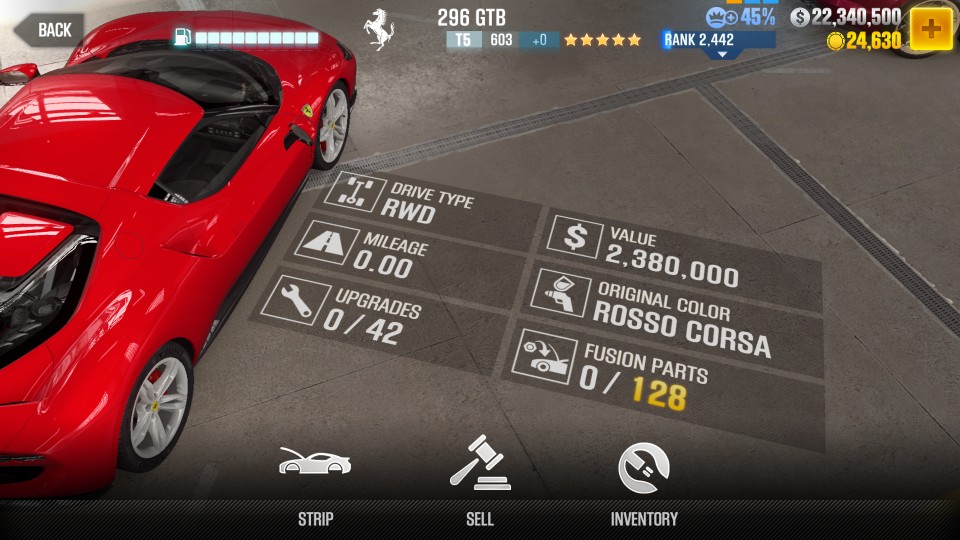 BACK
296 GTB
T5 603 +0
45%
22,340,500
RANK 2,442
24,630
DRIVE TYPE
RWD
MILEAGE
0.00
UPGRADES
0 / 42
VALUE
2,380,000
ORIGINAL COLOR
ROSSO CORSA
FUSION PARTS
0 / 128
STRIP
SELL
INVENTORY